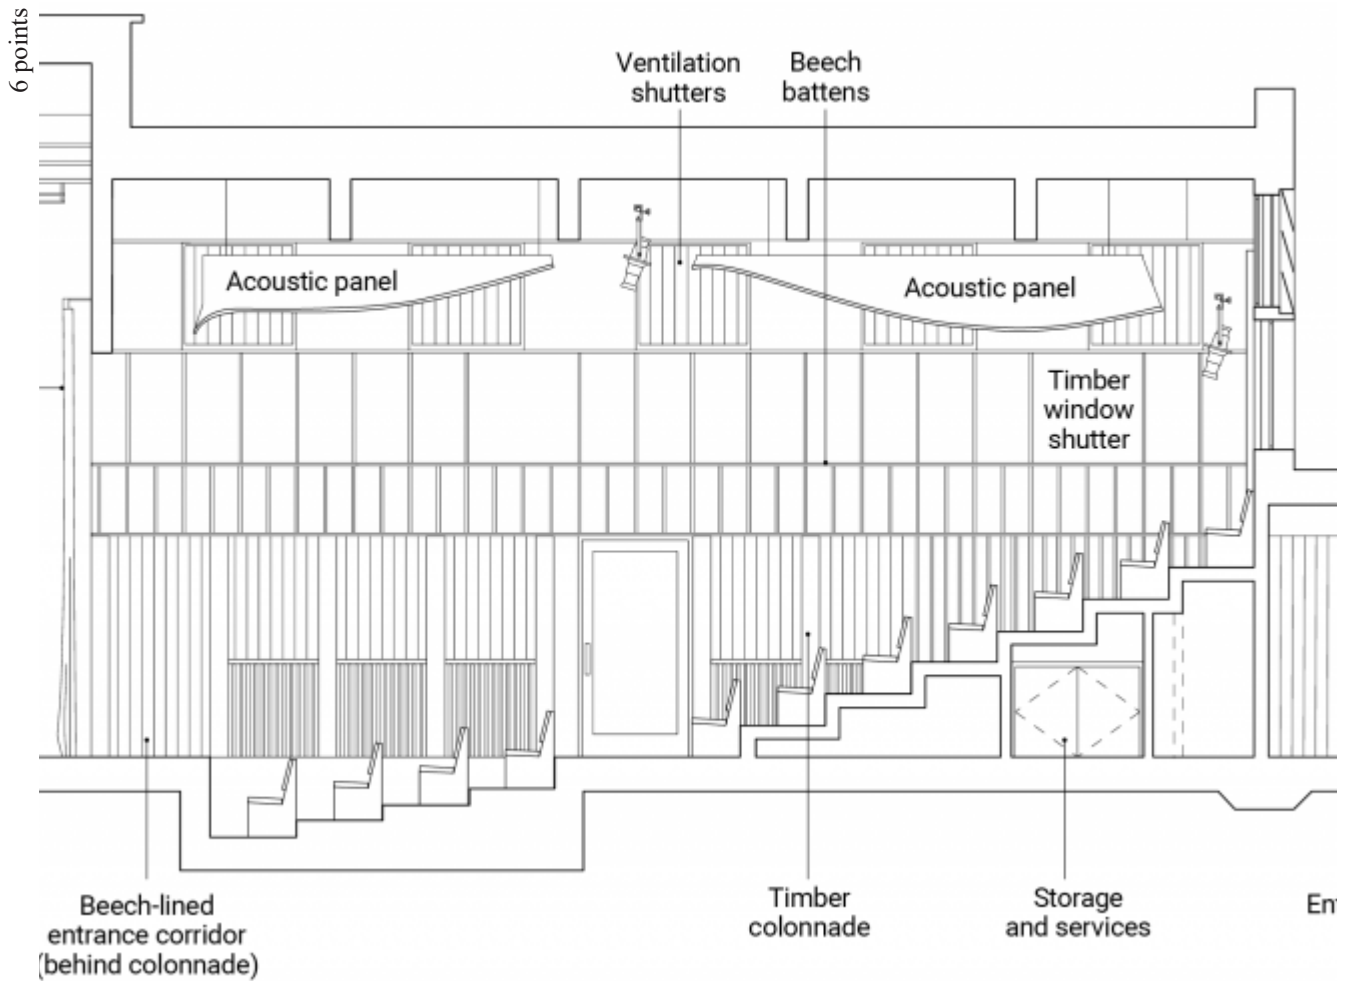 6 points
Ventilation
shutters
Beech
battens
Acoustic panel
Acoustic panel
Timber
window
shutter
Beech-lined
entrance corridor
(behind colonnade)
Timber
colonnade
Storage
and services